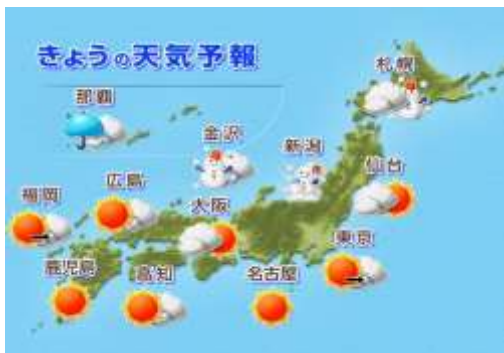 きょうの天気予報
札幌
那覇
金沢
新潟
仙台
福岡
広島
大阪
東京
鹿児島
高知
名古屋